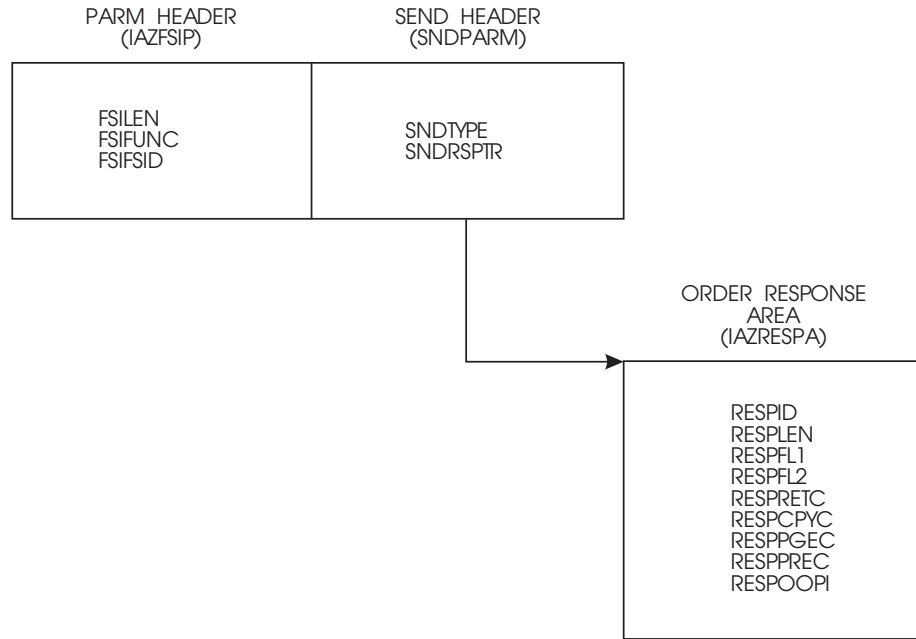 PARM HEADER
(IAZFSIP)
SEND HEADER
(SNDPARM)
FSILEN
FSIFUNC
FSIFSID
SNDTYPE
SNDRSPTR
ORDER RESPONSE
AREA
(IAZRESPA)
RESPID
RESPLEN
RESPFL1
RESPFL2
RESPRETC
RESPCPYC
RESPPGEC
RESPPREC
RESPOOPI